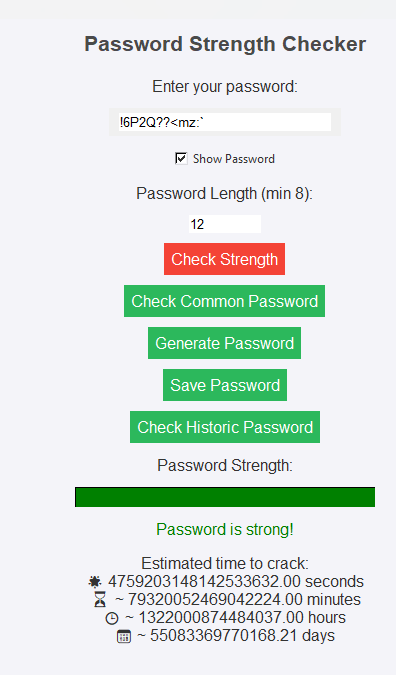 Password Strength Checker
Enter your password:
!6P2Q??<mz:`
Show Password
Password Length (min 8):
12
Check Strength
Check Common Password
Generate Password
Save Password
Check Historic Password
Password Strength:
Password is strong!
Estimated time to crack:
4759203148142533632.00 seconds
~ 79320052469042224.00 minutes
~ 1322000874484037.00 hours
~ 55083369770168.21 days